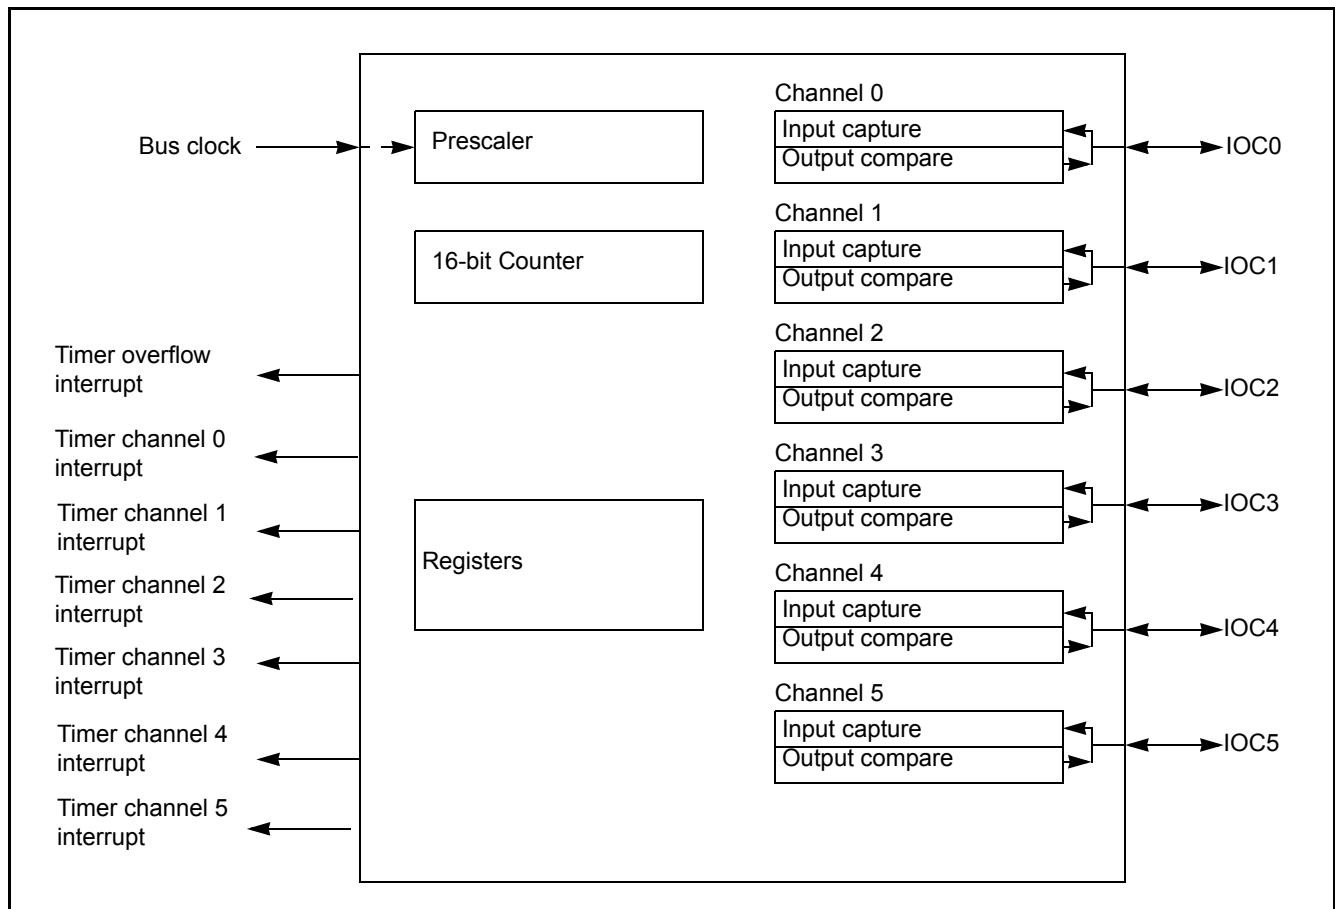 Bus clock
Prescaler
16-bit Counter
Registers
Timer overflow
interrupt
Timer channel 0
interrupt
Timer channel 1
interrupt
Timer channel 2
interrupt
Timer channel 3
interrupt
Timer channel 4
interrupt
Timer channel 5
interrupt
Channel 0
Input capture
Output compare
IOC0
Channel 1
Input capture
Output compare
IOC1
Channel 2
Input capture
Output compare
IOC2
Channel 3
Input capture
Output compare
IOC3
Channel 4
Input capture
Output compare
IOC4
Channel 5
Input capture
Output compare
IOC5